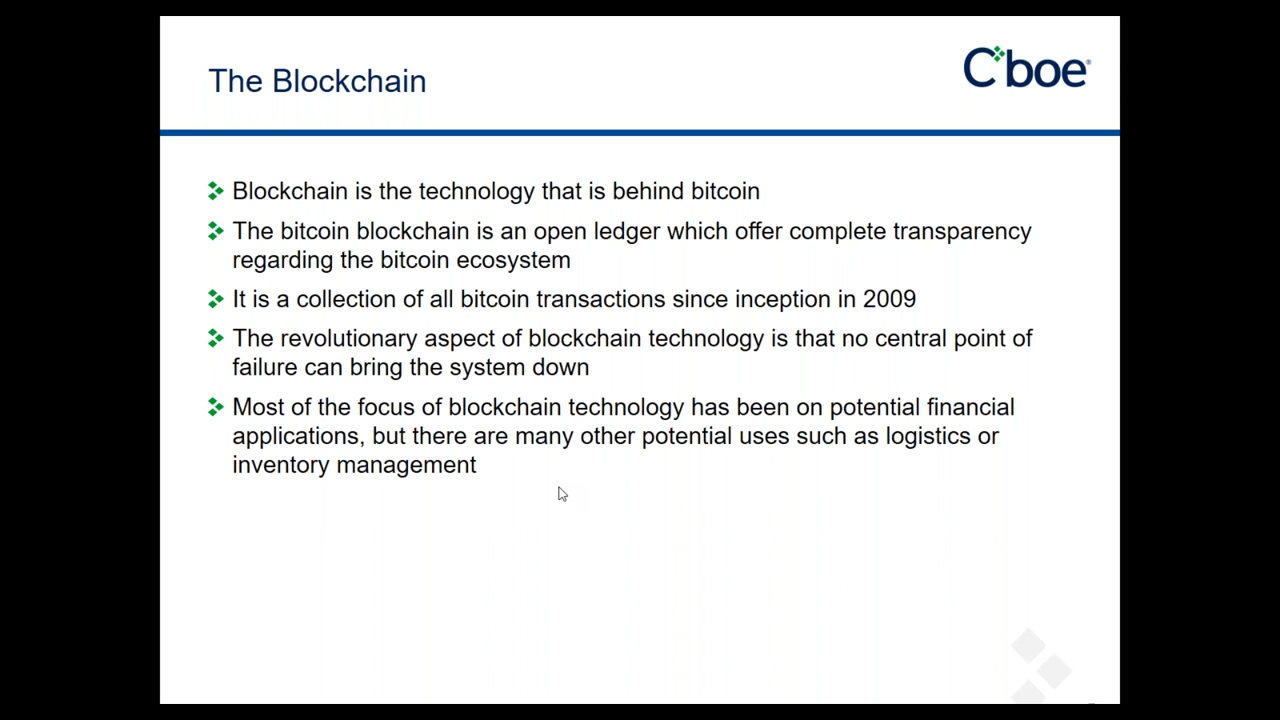 The Blockchain
Cboe®
Blockchain is the technology that is behind bitcoin
The bitcoin blockchain is an open ledger which offer complete transparency
regarding the bitcoin ecosystem
It is a collection of all bitcoin transactions since inception in 2009
The revolutionary aspect of blockchain technology is that no central point of
failure can bring the system down
Most of the focus of blockchain technology has been on potential financial
applications, but there are many other potential uses such as logistics or
inventory management